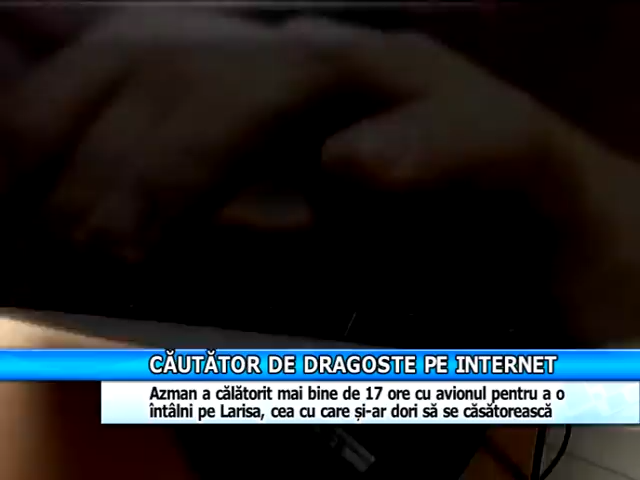 CĂUTĂTOR DE DRAGOSTE PE INTERNET
Azman a călătorit mai bine de 17 ore cu avionul pentru a o
întâlni pe Larisa, cea cu care și-ar dori să se căsătorească